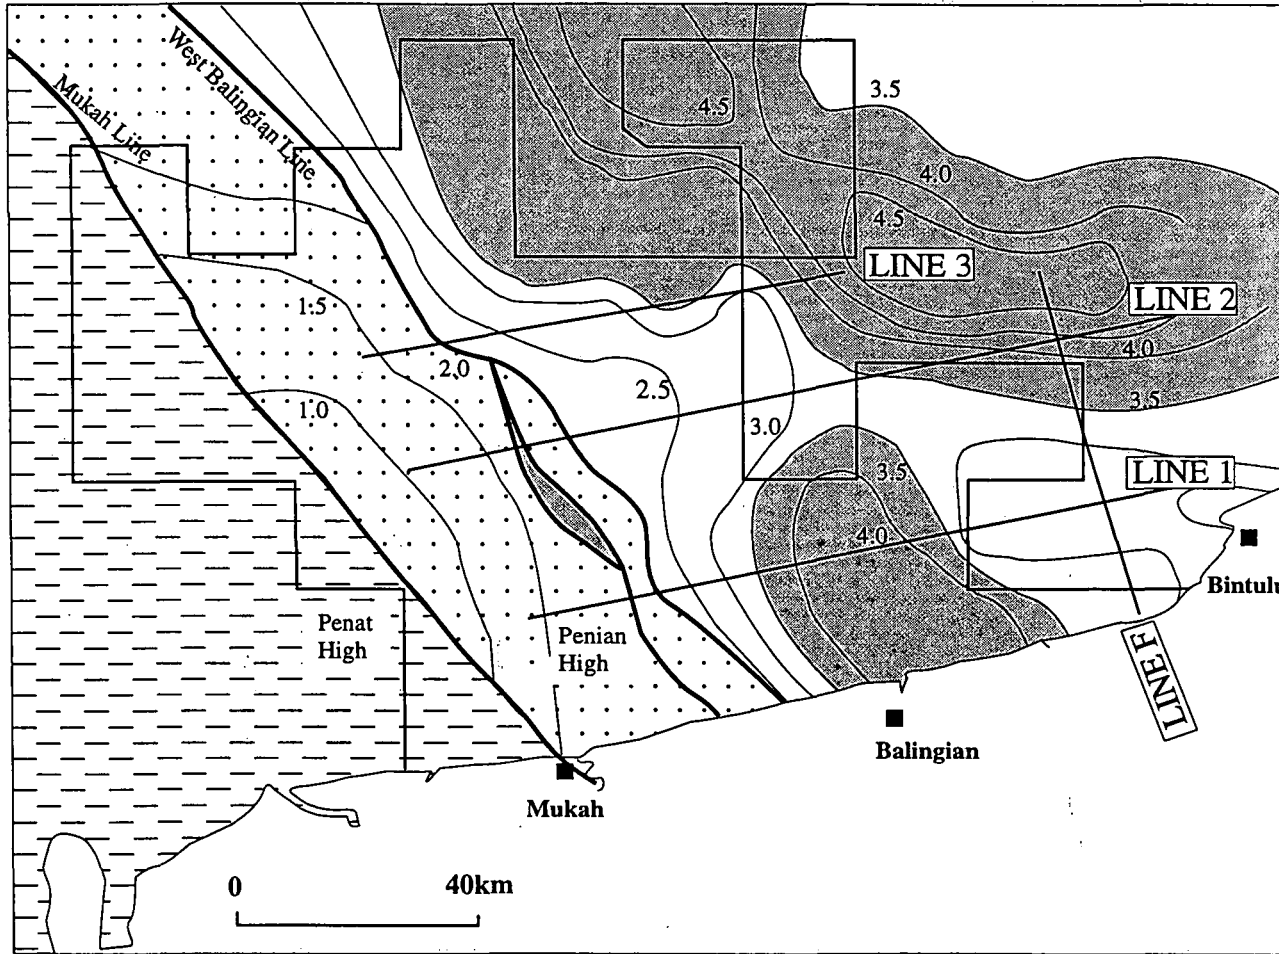 West Balingian Line
Mukah Line
4.5
3.5
4.0
4.5
LINE 3
LINE 2
1.5
4.0
2.0
2.5
3.5
1.0
3.0
3.5
LINE 1
4.0
Bintulu
Penat
High
Penian
High
LINE F
Balingian
Mukah
0
40km